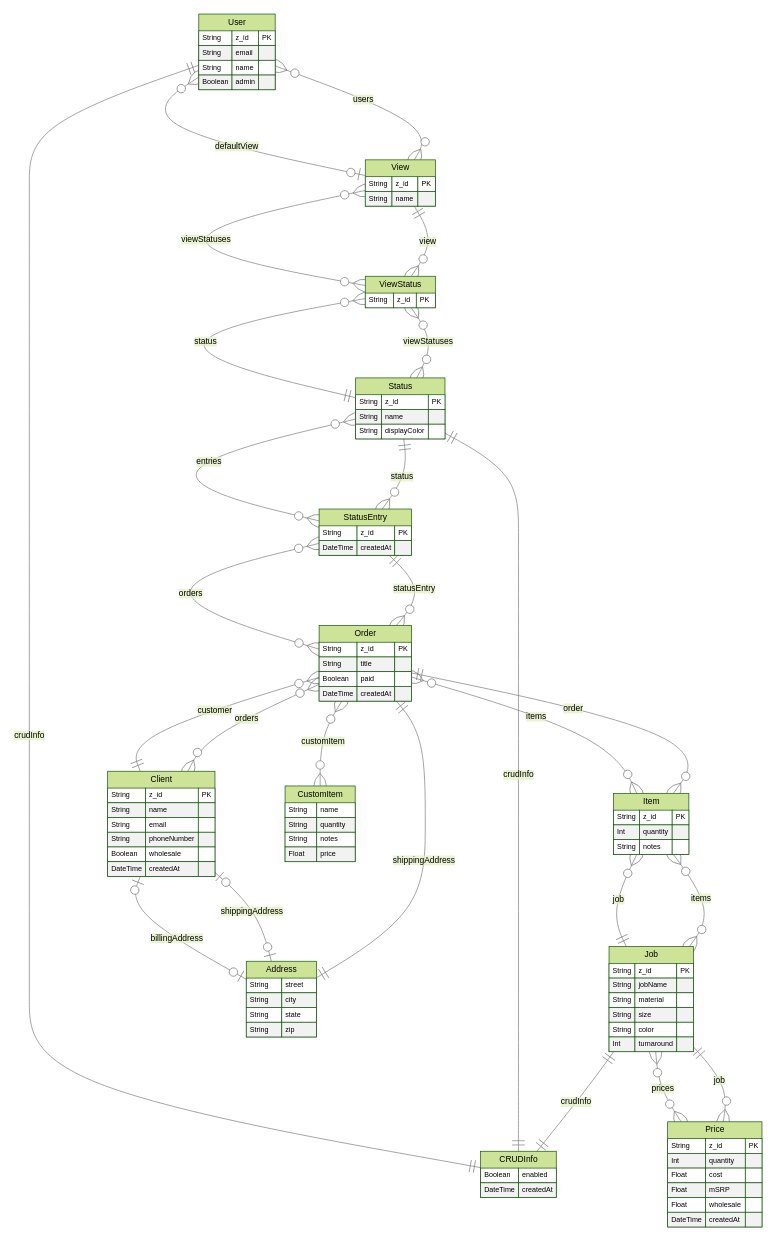 User
String z_id PK
String email
String name
Boolean admin
users
defaultView
View
String z_id PK
String name
viewStatuses
view
ViewStatus
String z_id PK
status
viewStatuses
Status
String z_id PK
String name
String displayColor
entries
status
StatusEntry
String z_id PK
DateTime createdAt
orders
statusEntry
Order
String z_id PK
String title
Boolean paid
DateTime createdAt
customer
orders
items
order
crudInfo
customItem
crudInfo
Client
String z_id PK
String name
String email
String phoneNumber
Boolean wholesale
DateTime createdAt
CustomItem
String name
String quantity
String notes
Float price
Item
String z_id PK
Int quantity
String notes
shippingAddress
job
items
shippingAddress
billingAddress
Address
String street
String city
String state
String zip
Job
String z_id PK
String jobName
String material
String size
String color
Int turnaround
crudInfo
prices
job
Price
String z_id PK
Int quantity
Float cost
Float mSRP
Float wholesale
DateTime createdAt
CRUDInfo
Boolean enabled
DateTime createdAt